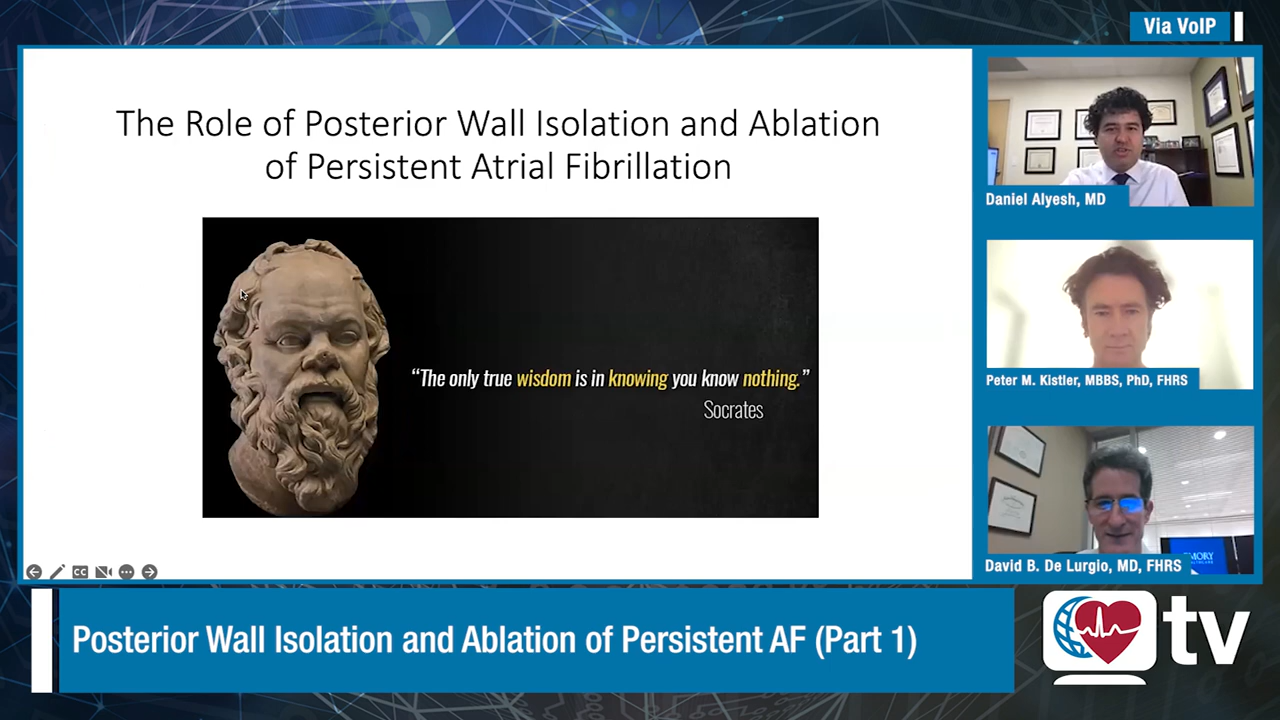 Via VoIP
The Role of Posterior Wall Isolation and Ablation
of Persistent Atrial Fibrillation
“The only true wisdom is in knowing you know nothing.”
Socrates
CC
Daniel Alyesh, MD
Peter M. Kistler, MBBS, PhD, FHRS
David B. De Lurgio, MD, FHRS
Posterior Wall Isolation and Ablation of Persistent AF (Part 1)
tv